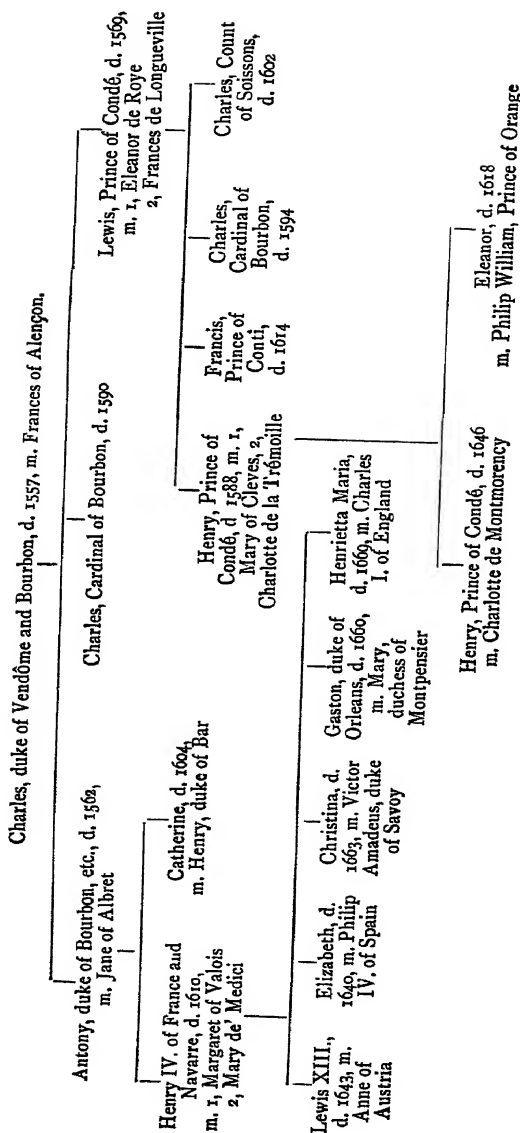 Charles, duke of Vendôme and Bourbon, d. 1557, m. Frances of Alençon.
Antony, duke of Bourbon, etc., d. 1562,
m. Jane of Albret
Charles, Cardinal of Bourbon, d. 1590
Lewis, Prince of Condé, d. 1569,
m. 1, Eleanor de Roye
2, Frances de Longueville
Henry IV. of France and
Navarre, d. 1610,
m. 1, Margaret of Valois
2, Mary de' Medici
Catherine, d. 1604,
m. Henry, duke of Bar
Henry, Prince of
Condé, d 1588, m. 1,
Mary of Cleves, 2,
Charlotte de la Trémoille
Francis,
Prince of
Conti,
d. 1614
Charles,
Cardinal of
Bourbon,
d. 1594
Charles, Count
of Soissons,
d. 1602
Lewis XIII.,
d. 1643, m.
Anne of
Austria
Elizabeth, d.
1640, m. Philip
IV. of Spain
Christina, d.
1663, m. Victor
Amadeus, duke
of Savoy
Gaston, duke of
Orleans, d. 1660,
m. Mary,
duchess of
Montpensier
Henrietta Maria,
d. 1669, m. Charles
I. of England
Henry, Prince of Condé, d. 1646
m. Charlotte de Montmorency
Eleanor, d. 1618
m. Philip William, Prince of Orange